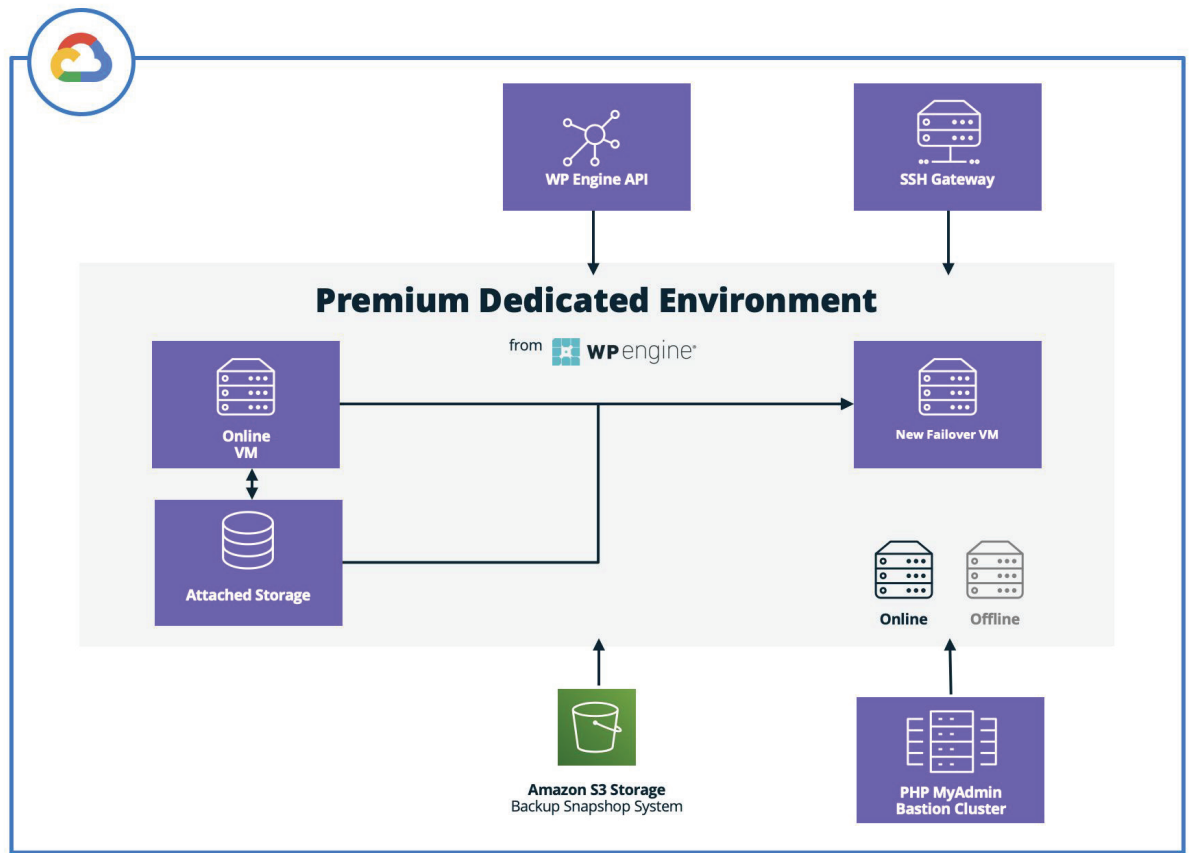 WP Engine API
SSH Gateway
Premium Dedicated Environment
from WPengine®
Online
VM
New Failover VM
Attached Storage
Online
Offline
Amazon S3 Storage
Backup Snapshop System
PHP MyAdmin
Bastion Cluster